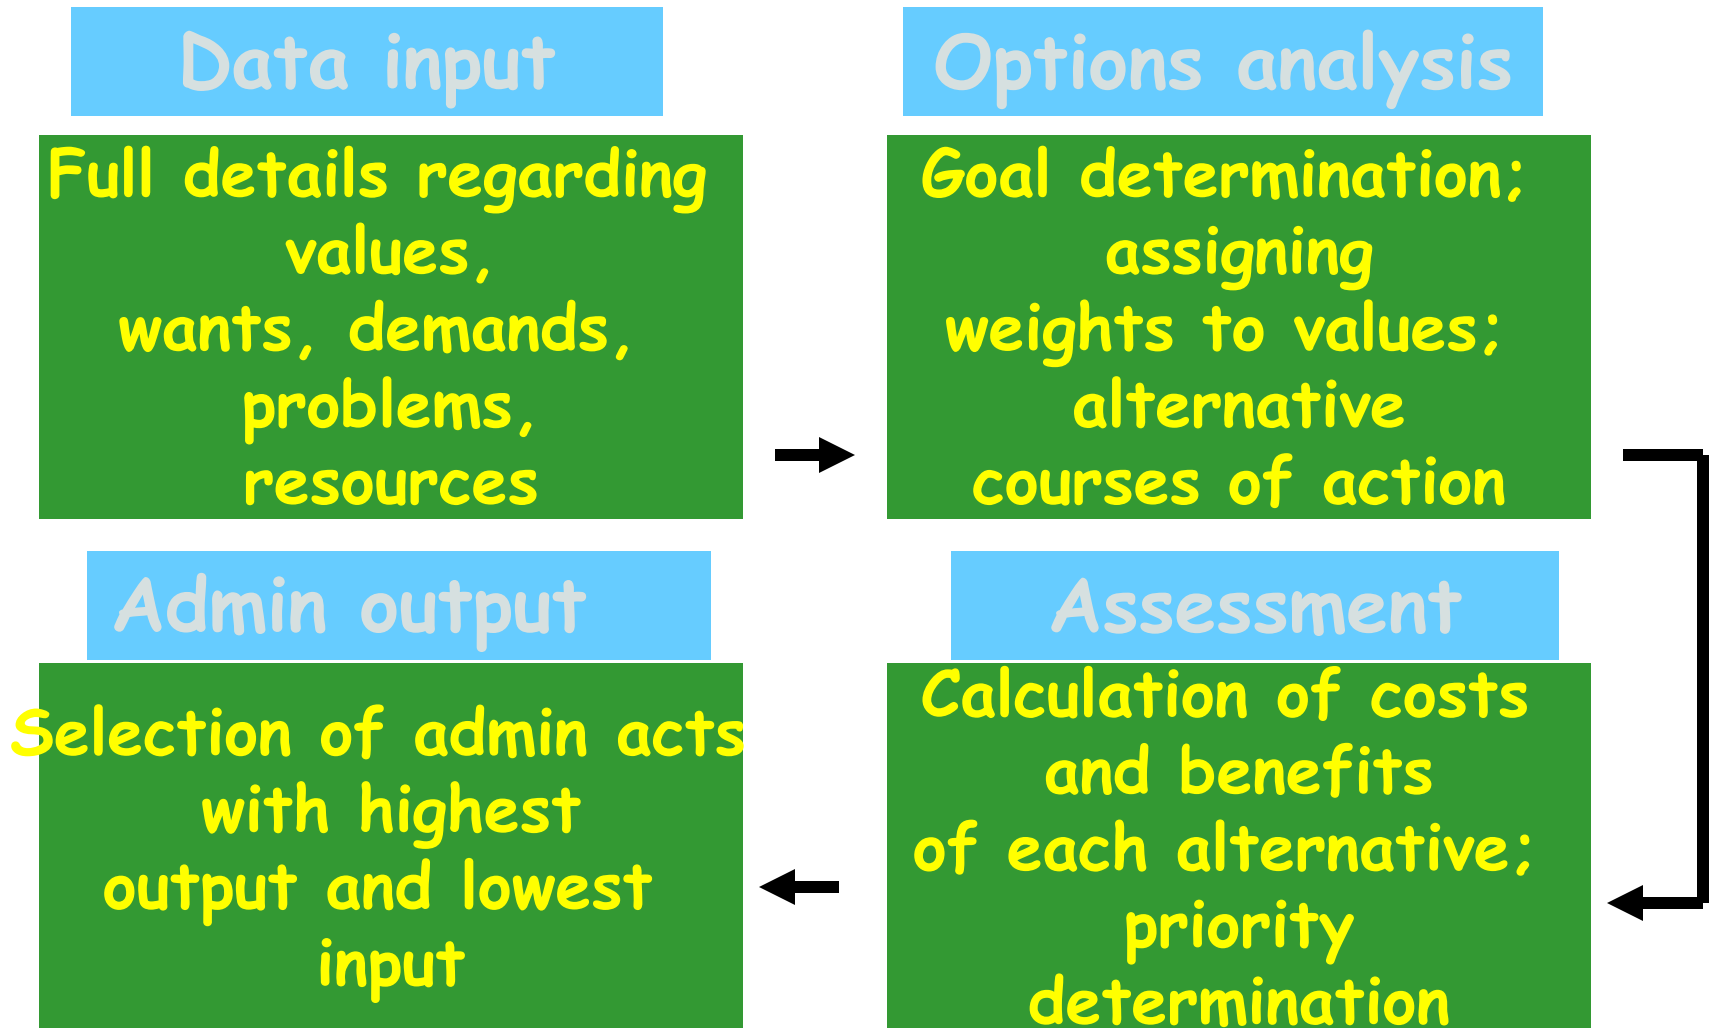 Data input
Full details regarding
values,
wants, demands,
problems,
resources
Options analysis
Goal determination;
assigning
weights to values;
alternative
courses of action
Assessment
Calculation of costs
and benefits
of each alternative;
priority
determination
Admin output
Selection of admin acts
with highest
output and lowest
input